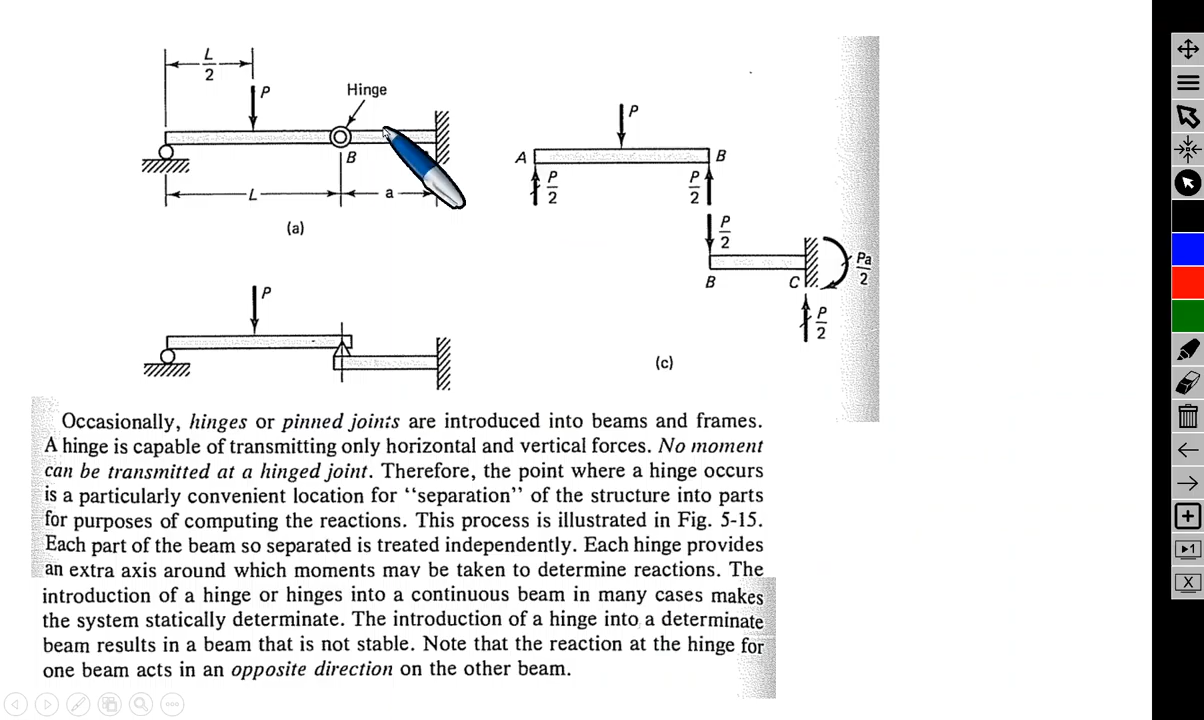 L
2
P
Hinge
B
L
a
(a)
P
A
B
P
2
P
2
P
2
B
C
Pa
2
P
2
(c)
P
Occasionally, hinges or pinned joints are introduced into beams and frames.
A hinge is capable of transmitting only horizontal and vertical forces. No moment
can be transmitted at a hinged joint. Therefore, the point where a hinge occurs
is a particularly convenient location for "separation" of the structure into parts
for purposes of computing the reactions. This process is illustrated in Fig. 5-15.
Each part of the beam so separated is treated independently. Each hinge provides
an extra axis around which moments may be taken to determine reactions. The
introduction of a hinge or hinges into a continuous beam in many cases makes
the system statically determinate. The introduction of a hinge into a determinate
beam results in a beam that is not stable. Note that the reaction at the hinge for
one beam acts in an opposite direction on the other beam.
1
X